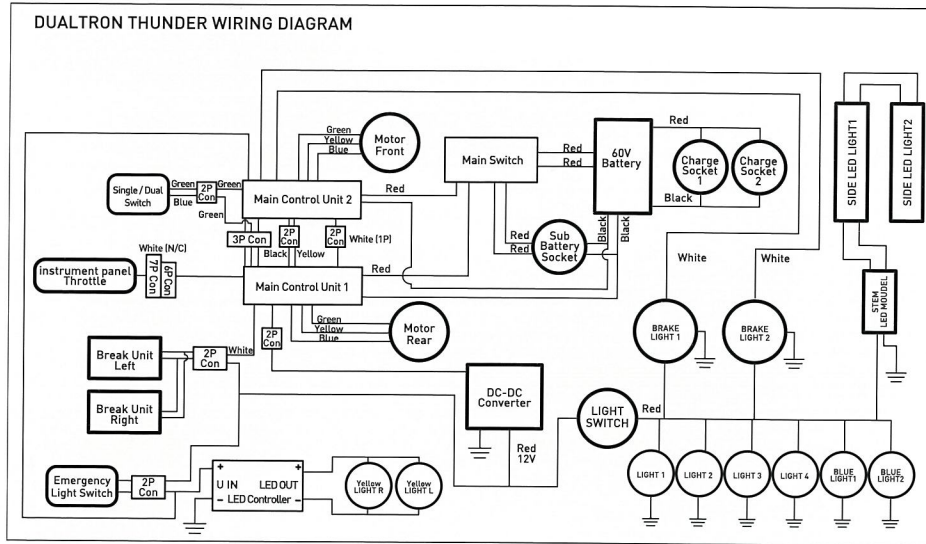 DUALTRON THUNDER WIRING DIAGRAM
Green
Yellow
Blue
Motor
Front
Main Switch
Red
Red
60V
Battery
Red
Charge
Socket
1
Charge
Socket
2
Black
SIDE LED LIGHT1
SIDE LED LIGHT2
Single / Dual
Switch
Green
Blue
2P
Con
Green
Green
Main Control Unit 2
Red
3P Con
2P
Con
Black
Yellow
2P
Con
White (1P)
Red
Red
Sub
Battery
Socket
Black
Black
White
White
instrument panel
Throttle
White (N/C)
7P Con
6P Con
Main Control Unit 1
Red
STEM
LED MOUDEL
Green
Yellow
Blue
Motor
Rear
2P
Con
BRAKE
LIGHT 1
BRAKE
LIGHT 2
Break Unit
Left
2P
Con
White
Break Unit
Right
DC-DC
Converter
Red
12V
LIGHT
SWITCH
Red
Emergency
Light Switch
2P
Con
+ +
U IN LED OUT
− LED Controller −
Yellow
LIGHT R
Yellow
LIGHT L
LIGHT 1
LIGHT 2
LIGHT 3
LIGHT 4
BLUE
LIGHT1
BLUE
LIGHT2